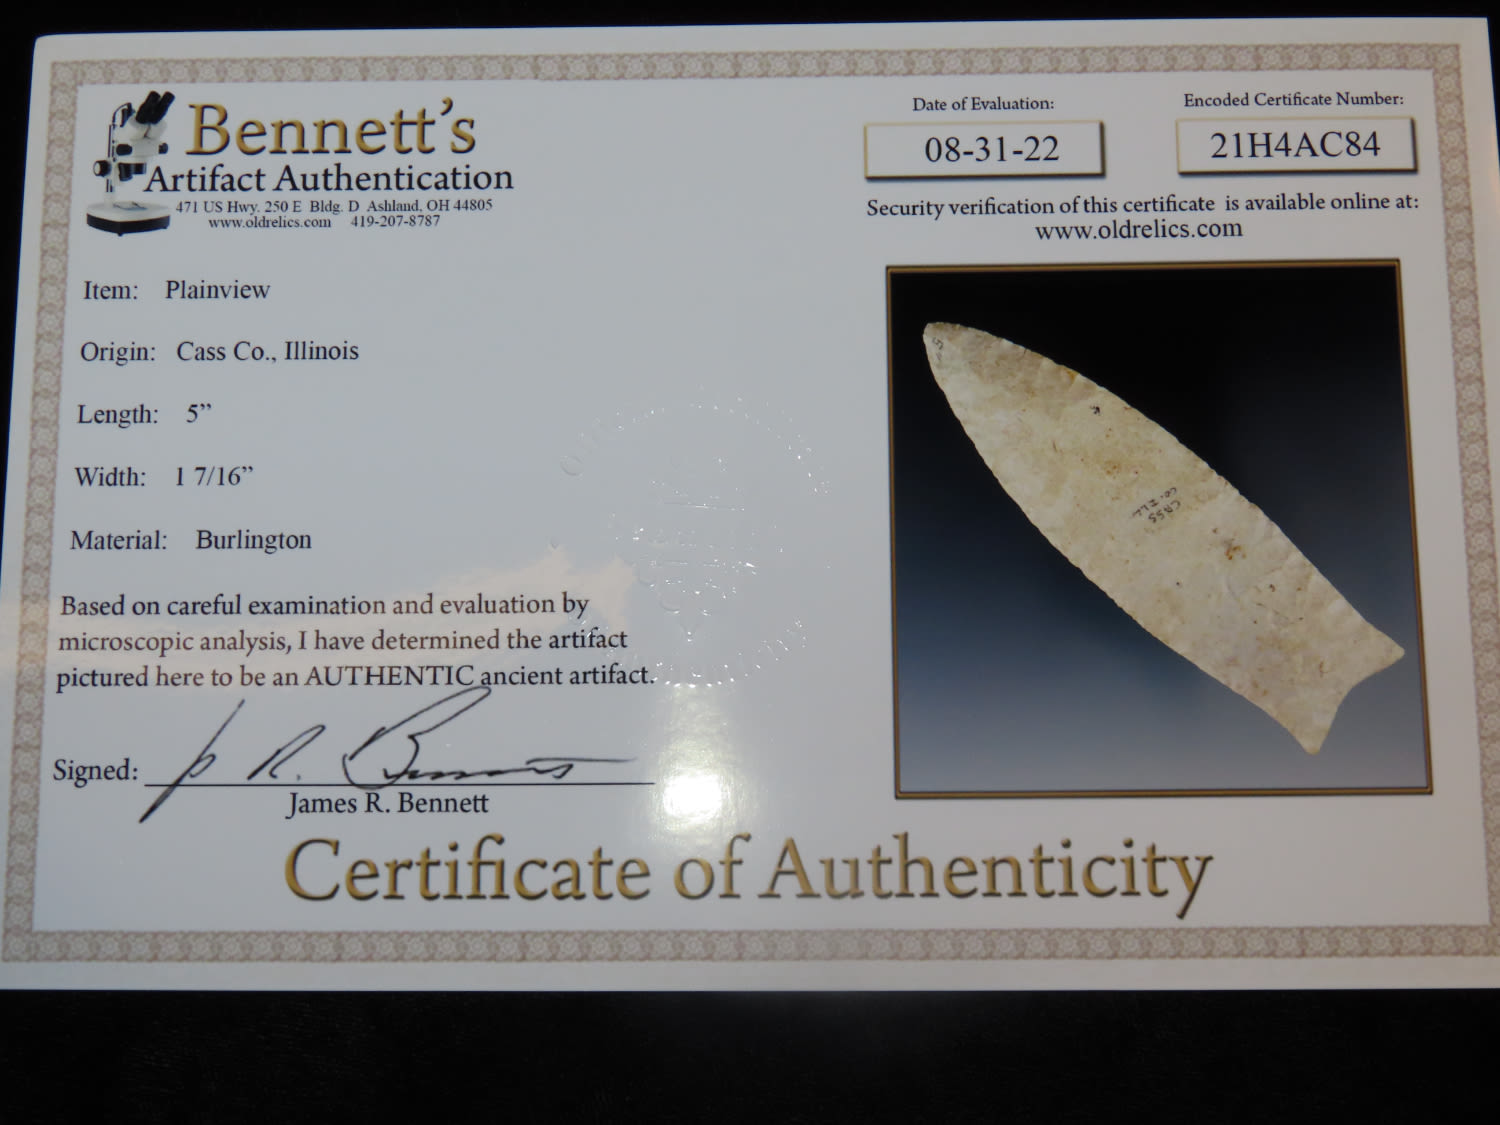 Bennett's
Artifact Authentication
471 US Hwy. 250 E Bldg. D Ashland, OH 44805
www.oldrelics.com 419-207-8787
Date of Evaluation:
08-31-22
Encoded Certificate Number:
21H4AC84
Security verification of this certificate is available online at:
www.oldrelics.com
Item: Plainview
Origin: Cass Co., Illinois
Length: 5”
Width: 1 7/16”
Material: Burlington
Based on careful examination and evaluation by
microscopic analysis, I have determined the artifact
pictured here to be an AUTHENTIC ancient artifact.
Signed: J R. Bennett
James R. Bennett
CASS
CO. ILL
Certificate of Authenticity